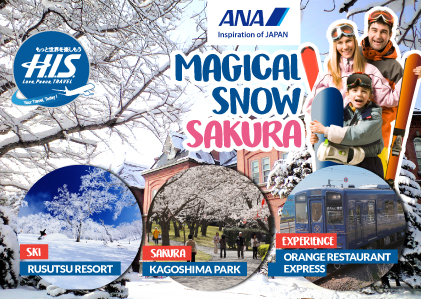 ANA
Inspiration of JAPAN
もっと世界を楽しもう
HIS
Love, Peace, TRAVEL
MAGICAL
SNOW
SAKURA
SKI
RUSUTSU RESORT
SAKURA
KAGOSHIMA PARK
EXPERIENCE
ORANGE RESTAURANT
EXPRESS